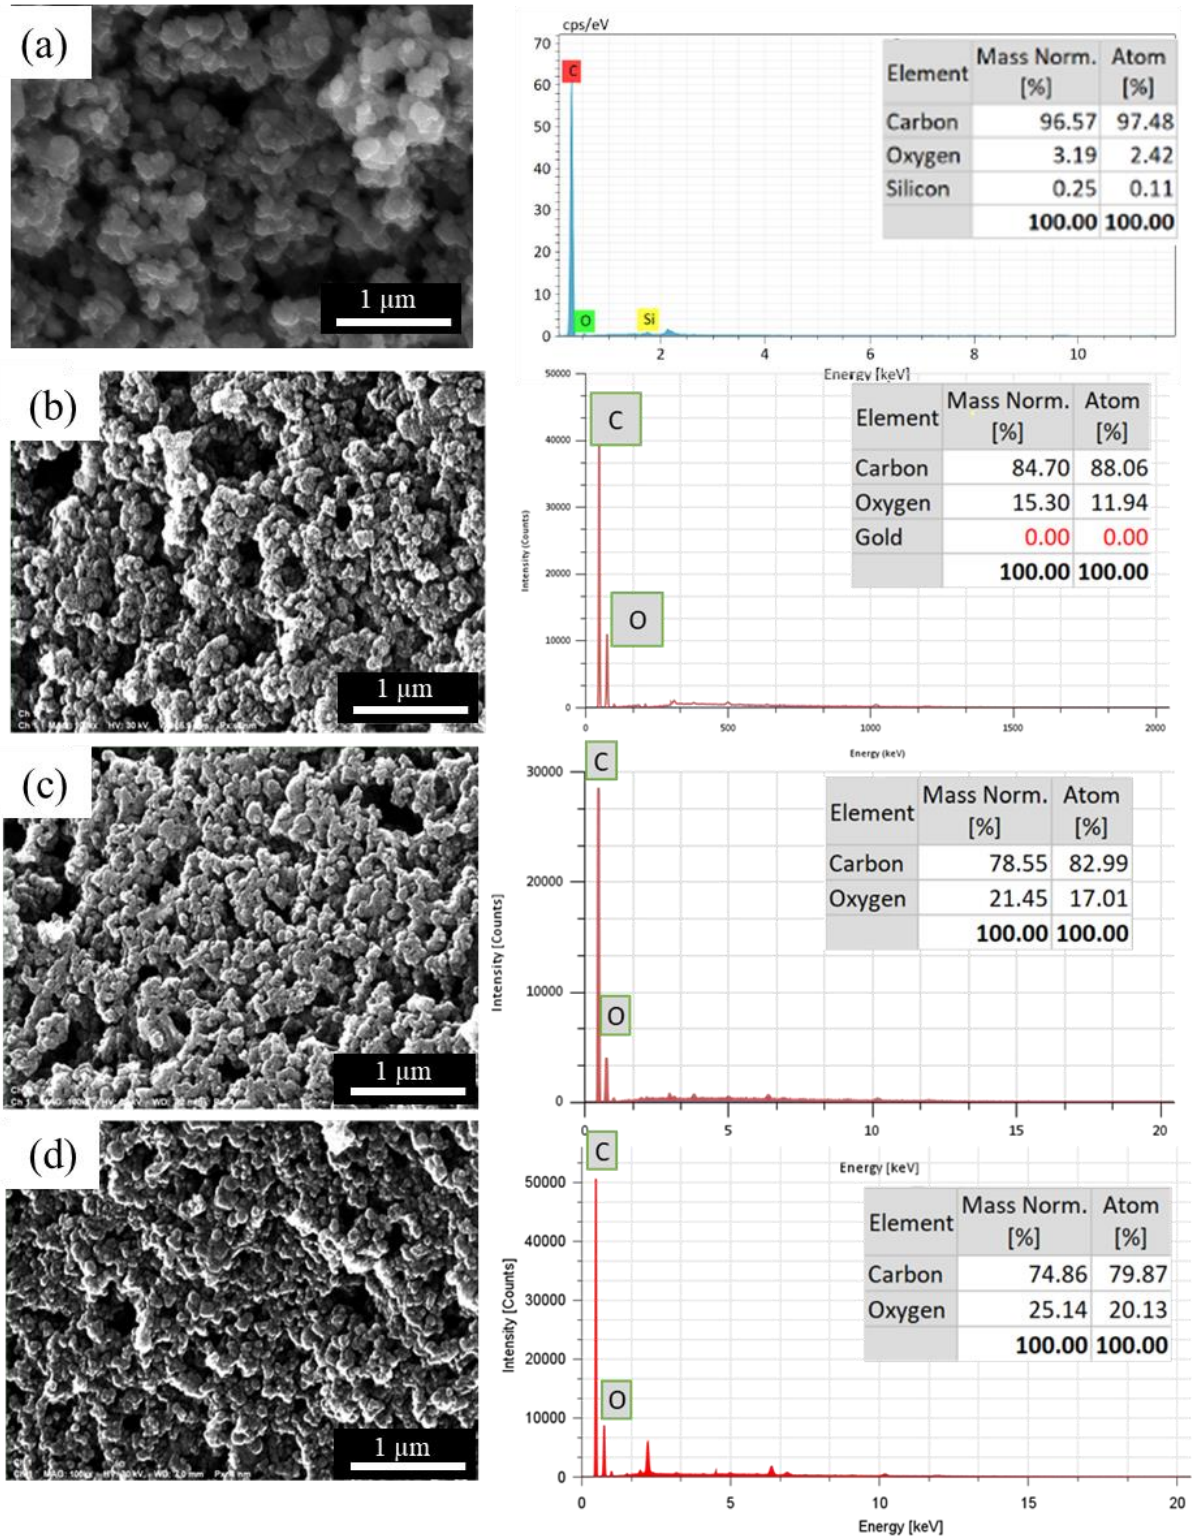 (a)
1 μm
cps/eV
70
60
50
40
30
20
10
0
C
O
Si
2 4 6 8 10
Energy [keV]
Element Mass Norm. [%] Atom [%]
Carbon 96.57 97.48
Oxygen 3.19 2.42
Silicon 0.25 0.11
100.00 100.00
(b)
1 μm
50000
40000
30000
20000
10000
0
Intensity (Counts)
C
O
0 500 1000 1500 2000
Energy (keV)
Element Mass Norm. [%] Atom [%]
Carbon 84.70 88.06
Oxygen 15.30 11.94
Gold 0.00 0.00
100.00 100.00
(c)
1 μm
30000
20000
10000
0
Intensity [Counts]
C
O
0 5 10 15 20
Energy [keV]
Element Mass Norm. [%] Atom [%]
Carbon 78.55 82.99
Oxygen 21.45 17.01
100.00 100.00
(d)
1 μm
50000
40000
30000
20000
10000
0
Intensity [Counts]
C
O
0 5 10 15 20
Energy [keV]
Element Mass Norm. [%] Atom [%]
Carbon 74.86 79.87
Oxygen 25.14 20.13
100.00 100.00